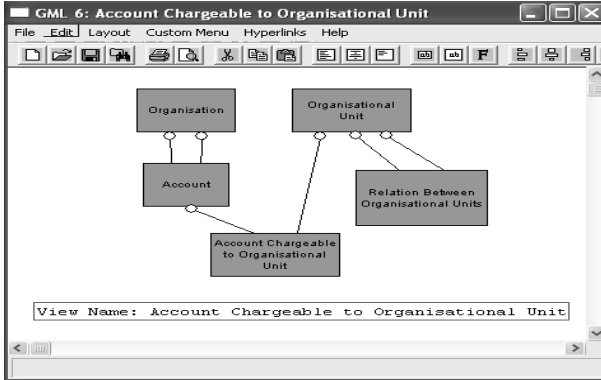 GML 6: Account Chargeable to Organisational Unit
File Edit Layout Custom Menu Hyperlinks Help
Organisation
Organisational
Unit
Account
Relation Between
Organisational Units
Account Chargeable
to Organisational
Unit
View Name: Account Chargeable to Organisational Unit